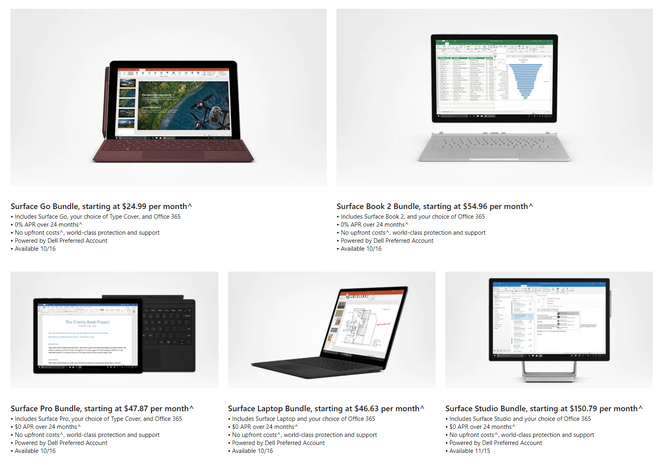 Surface Go Bundle, starting at $24.99 per month^
• Includes Surface Go, your choice of Type Cover, and Office 365
• 0% APR over 24 months^
• No upfront costs^, world-class protection and support
• Powered by Dell Preferred Account
• Available 10/16
Surface Book 2 Bundle, starting at $54.96 per month^
• Includes Surface Book 2, and your choice of Office 365
• 0% APR over 24 months^
• No upfront costs^, world-class protection and support
• Powered by Dell Preferred Account
• Available 10/16
The Charity Book Project
Surface Pro Bundle, starting at $47.87 per month^
• Includes Surface Pro, your choice of Type Cover, and Office 365
• $0 APR over 24 months^
• No upfront costs^, world-class protection and support
• Powered by Dell Preferred Account
• Available 10/16
Surface Laptop Bundle, starting at $46.63 per month^
• Includes Surface Laptop and your choice of Office 365
• $0 APR over 24 months^
• No upfront costs^, world-class protection and support
• Powered by Dell Preferred Account
• Available 10/16
Surface Studio Bundle, starting at $150.79 per month^
• Includes Surface Studio and your choice of Office 365
• $0 APR over 24 months^
• No upfront costs^, world-class protection and support
• Powered by Dell Preferred Account
• Available 11/15